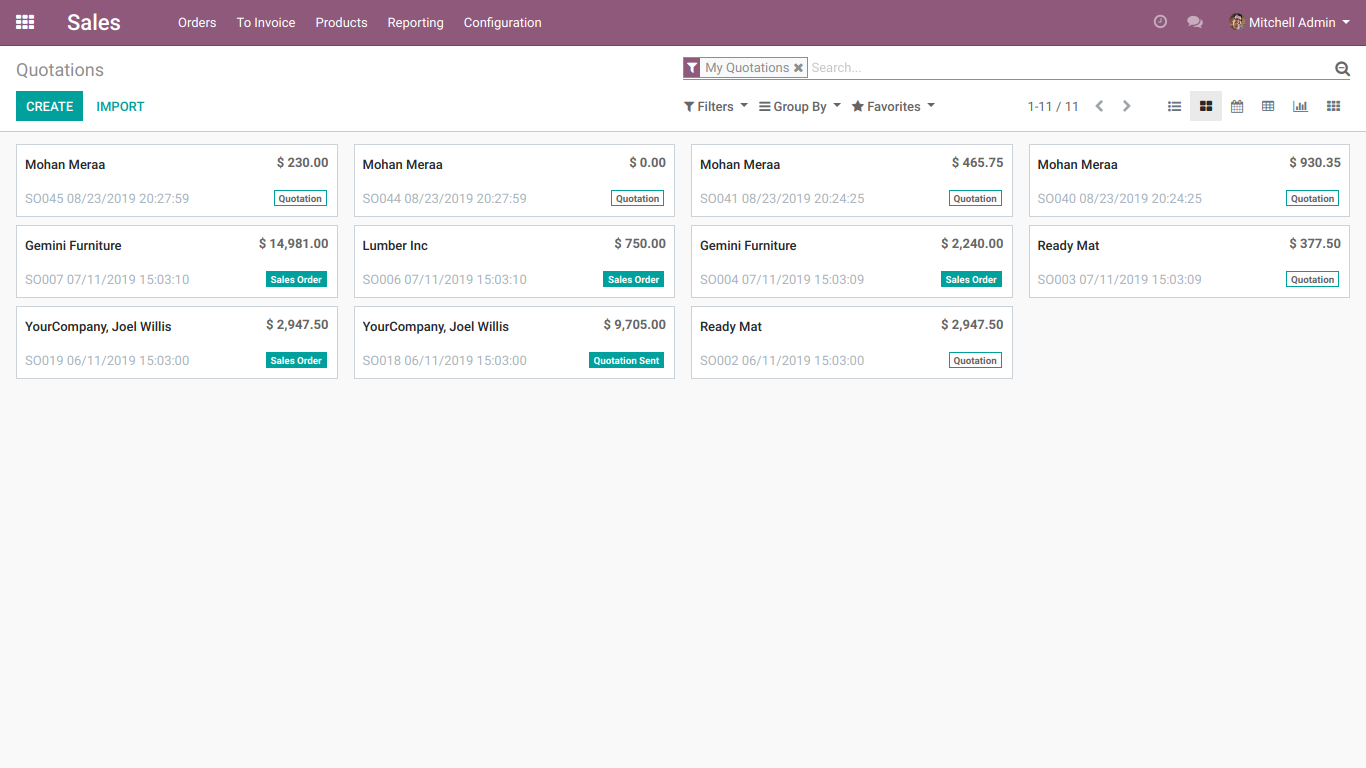 Sales Orders To Invoice Products Reporting Configuration Mitchell Admin
Quotations My Quotations Search...
CREATE IMPORT Filters Group By Favorites 1-11 / 11
Mohan Meraa $ 230.00 Mohan Meraa $ 0.00 Mohan Meraa $ 465.75 Mohan Meraa $ 930.35
SO045 08/23/2019 20:27:59 Quotation SO044 08/23/2019 20:27:59 Quotation SO041 08/23/2019 20:24:25 Quotation SO040 08/23/2019 20:24:25 Quotation
Gemini Furniture $ 14,981.00 Lumber Inc $ 750.00 Gemini Furniture $ 2,240.00 Ready Mat $ 377.50
SO007 07/11/2019 15:03:10 Sales Order SO006 07/11/2019 15:03:10 Sales Order SO004 07/11/2019 15:03:09 Sales Order SO003 07/11/2019 15:03:09 Quotation
YourCompany, Joel Willis $ 2,947.50 YourCompany, Joel Willis $ 9,705.00 Ready Mat $ 2,947.50
SO019 06/11/2019 15:03:00 Sales Order SO018 06/11/2019 15:03:00 Quotation Sent SO002 06/11/2019 15:03:00 Quotation